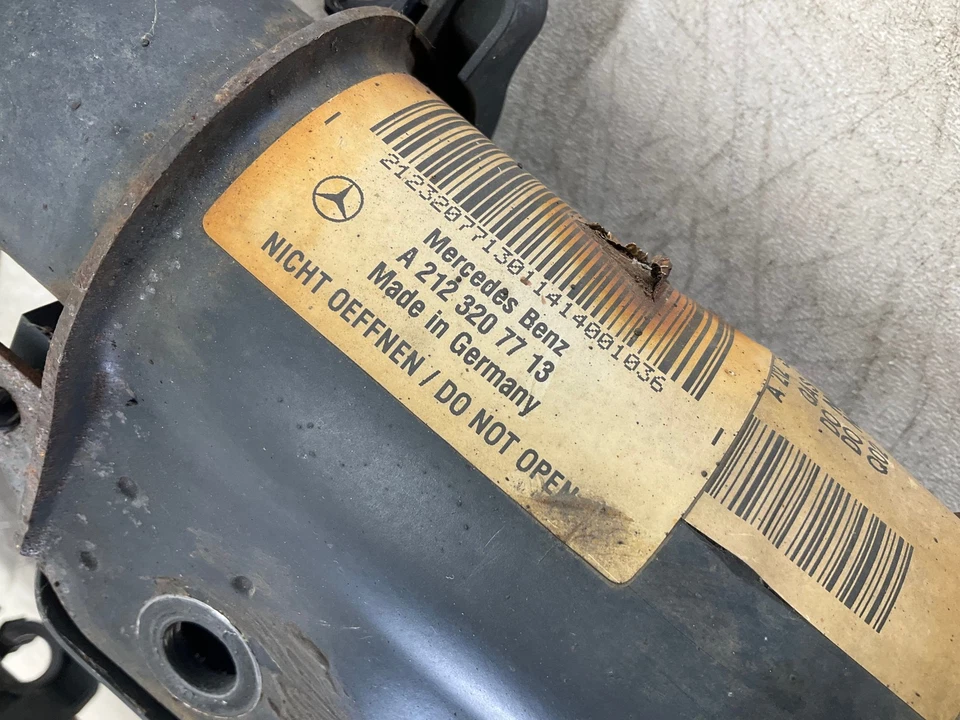 2123207713011414001036
Mercedes Benz
A 212 320 77 13
Made in Germany
NICHT OEFFNEN / DO NOT OPEN